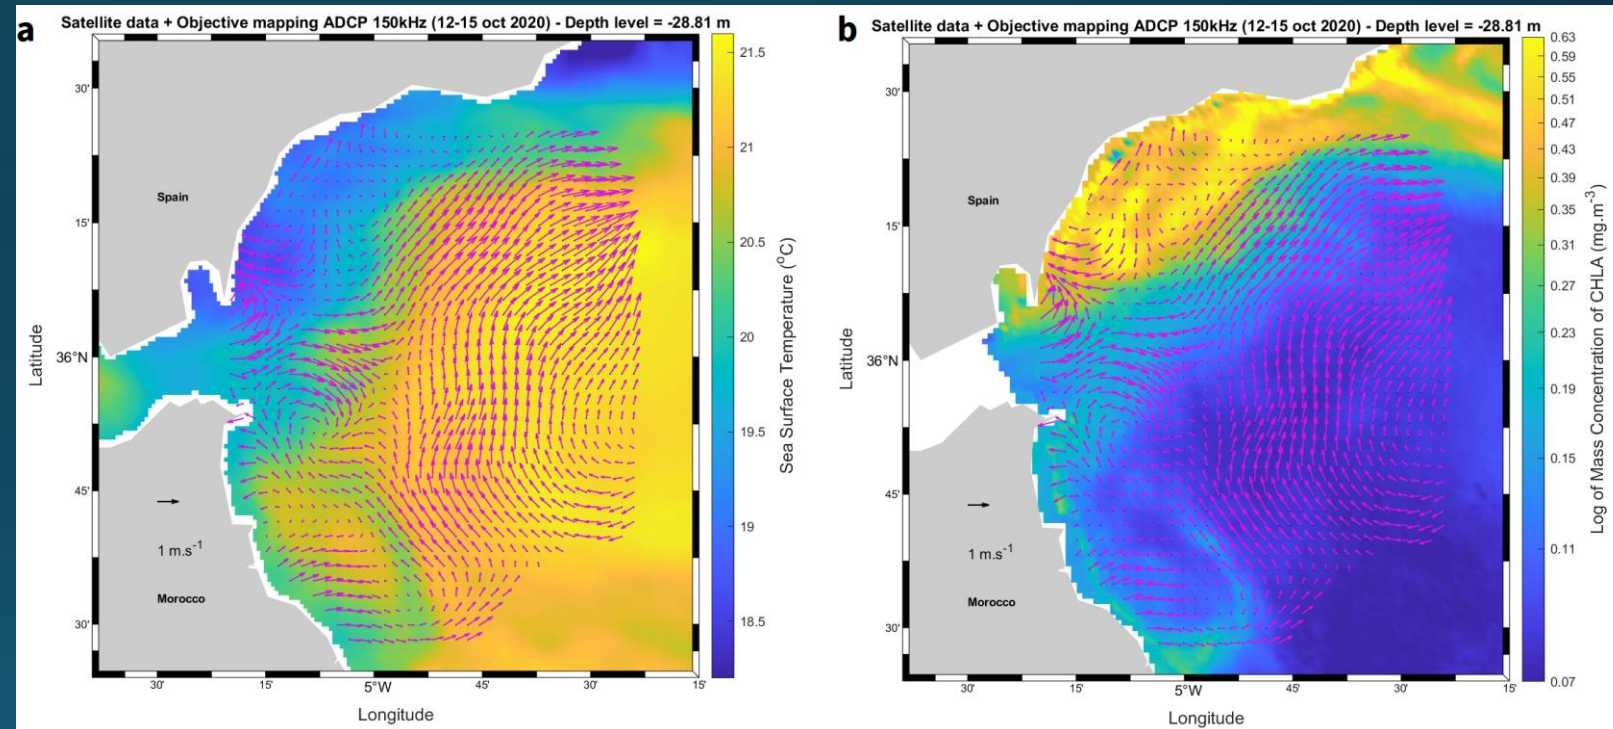 a
Satellite data + Objective mapping ADCP 150kHz (12-15 oct 2020) - Depth level = -28.81 m
30'
15'
36°N
45'
30'
Latitude
Spain
1 m.s⁻¹
Morocco
30'
15'
5°W
45'
30'
15'
Longitude
21.5
21
20.5
20
19.5
19
18.5
Sea Surface Temperature (°C)
b
Satellite data + Objective mapping ADCP 150kHz (12-15 oct 2020) - Depth level = -28.81 m
30'
15'
36°N
45'
30'
Latitude
Spain
1 m.s⁻¹
Morocco
30'
15'
5°W
45'
30'
15'
Longitude
0.63
0.59
0.55
0.51
0.47
0.43
0.39
0.35
0.31
0.27
0.23
0.19
0.15
0.11
0.07
Log of Mass Concentration of CHLA (mg.m⁻³)